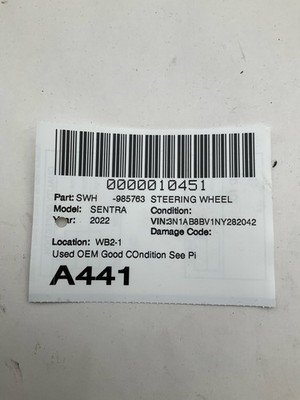 0000010451
Part: SWH -985763 STEERING WHEEL
Model: SENTRA Condition:
Year: 2022 VIN:3N1AB8BV1NY282042
Damage Code:
Location: WB2-1
Used OEM Good COndition See Pi
A441